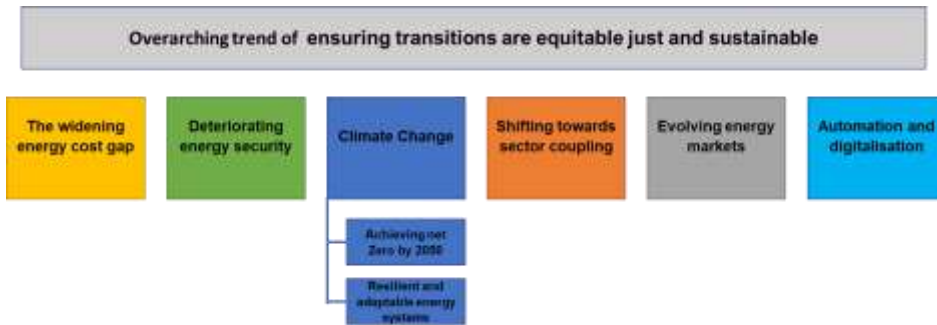 Overarching trend of ensuring transitions are equitable just and sustainable
The widening
energy cost gap
Deteriorating
energy security
Climate Change
Shifting towards
sector coupling
Evolving energy
markets
Automation and
digitalisation
Achieving net
Zero by 2050
Resilient and
adaptable energy
systems